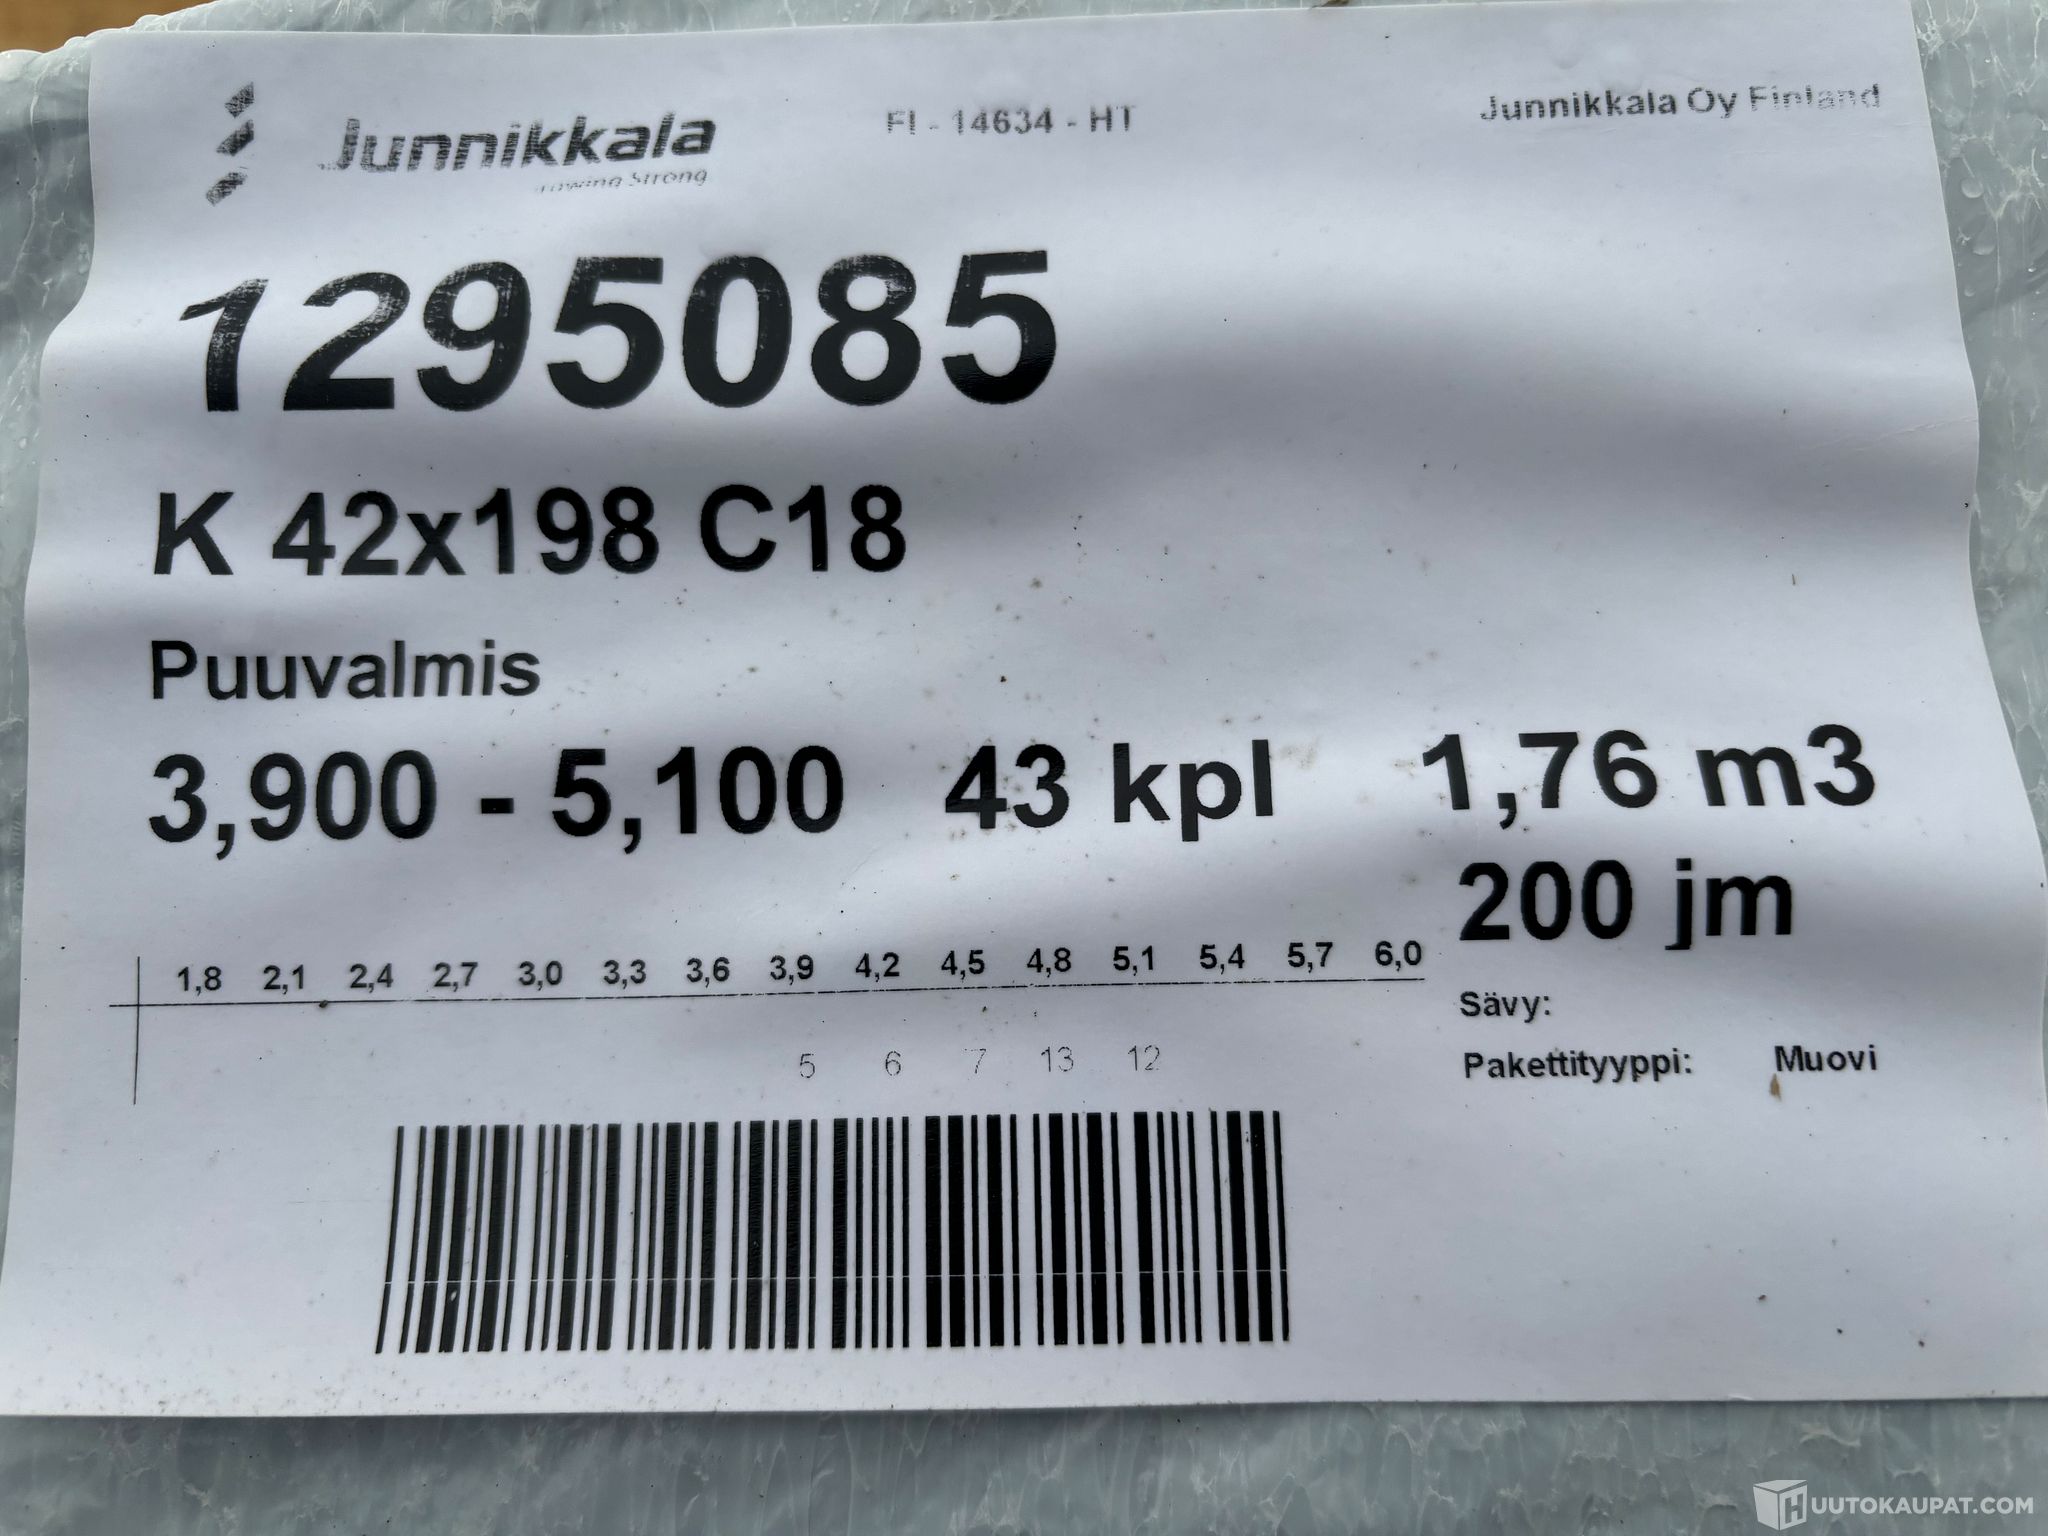 Junnikkala
FI - 14634 - HT
Junnikkala Oy Finland
Growing Strong
1295085
K 42x198 C18
Puuvalmis
3,900 - 5,100 43 kpl 1,76 m3
200 jm
1,8 2,1 2,4 2,7 3,0 3,3 3,6 3,9 4,2 4,5 4,8 5,1 5,4 5,7 6,0
5 6 7 13 12
Sävy:
Pakettityyppi: Muovi
HUUTOKAUPAT.COM